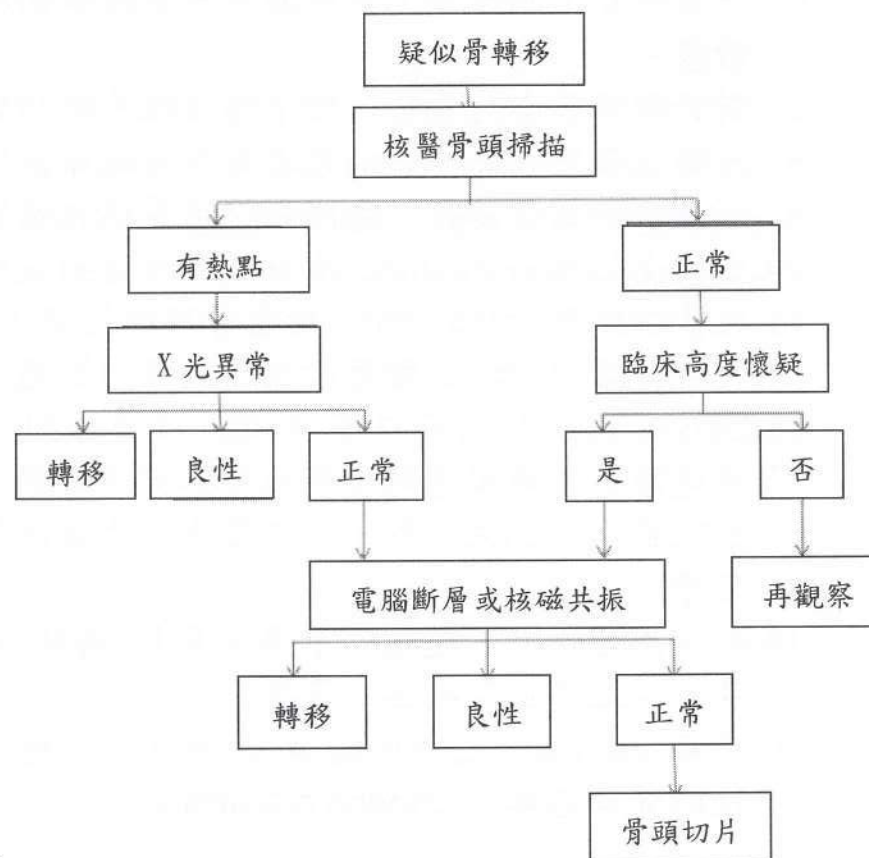 疑似骨轉移
核醫骨頭掃描
有熱點
正常
X光異常
臨床高度懷疑
轉移
良性
正常
是
否
電腦斷層或核磁共振
再觀察
轉移
良性
正常
骨頭切片